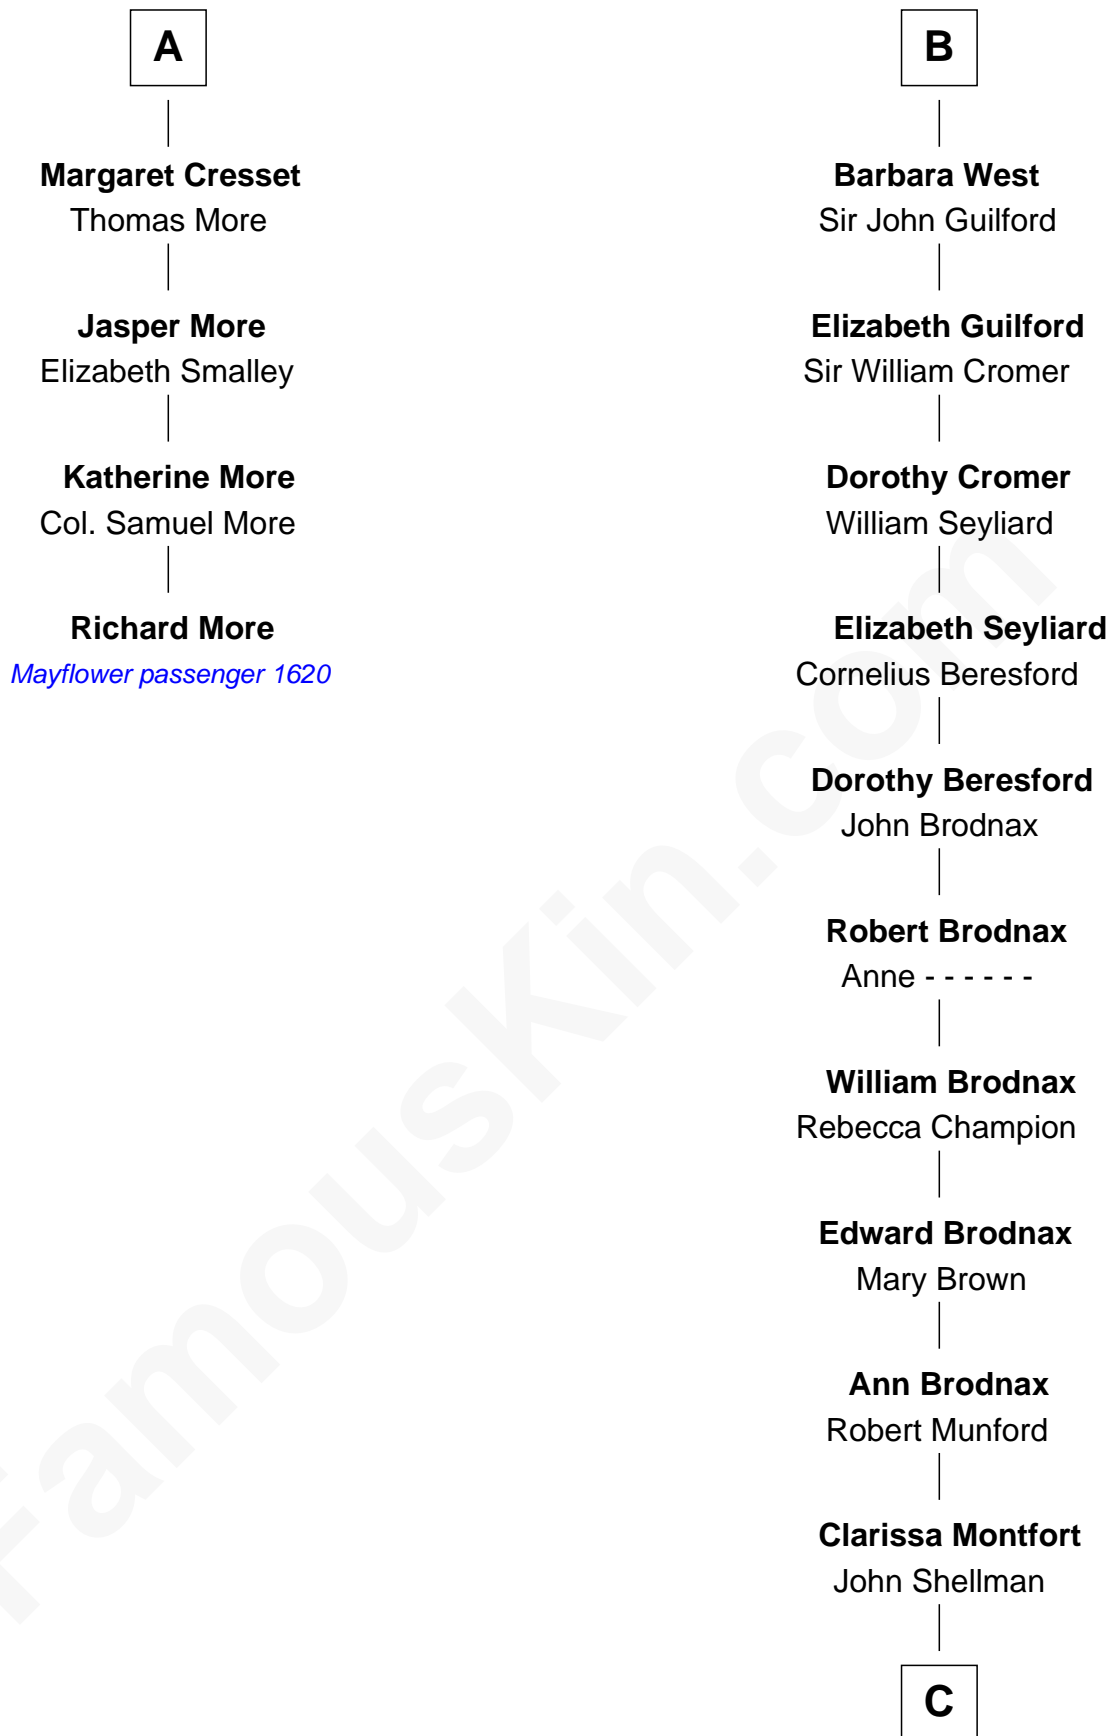 A
Margaret Cresset
Thomas More
Jasper More
Elizabeth Smalley
Katherine More
Col. Samuel More
Richard More
Mayflower passenger 1620
B
Barbara West
Sir John Guilford
Elizabeth Guilford
Sir William Cromer
Dorothy Cromer
William Seyliard
Elizabeth Seyliard
Cornelius Beresford
Dorothy Beresford
John Brodnax
Robert Brodnax
Anne - - - - - -
William Brodnax
Rebecca Champion
Edward Brodnax
Mary Brown
Ann Brodnax
Robert Munford
Clarissa Montfort
John Shellman
C
FamousKin.com